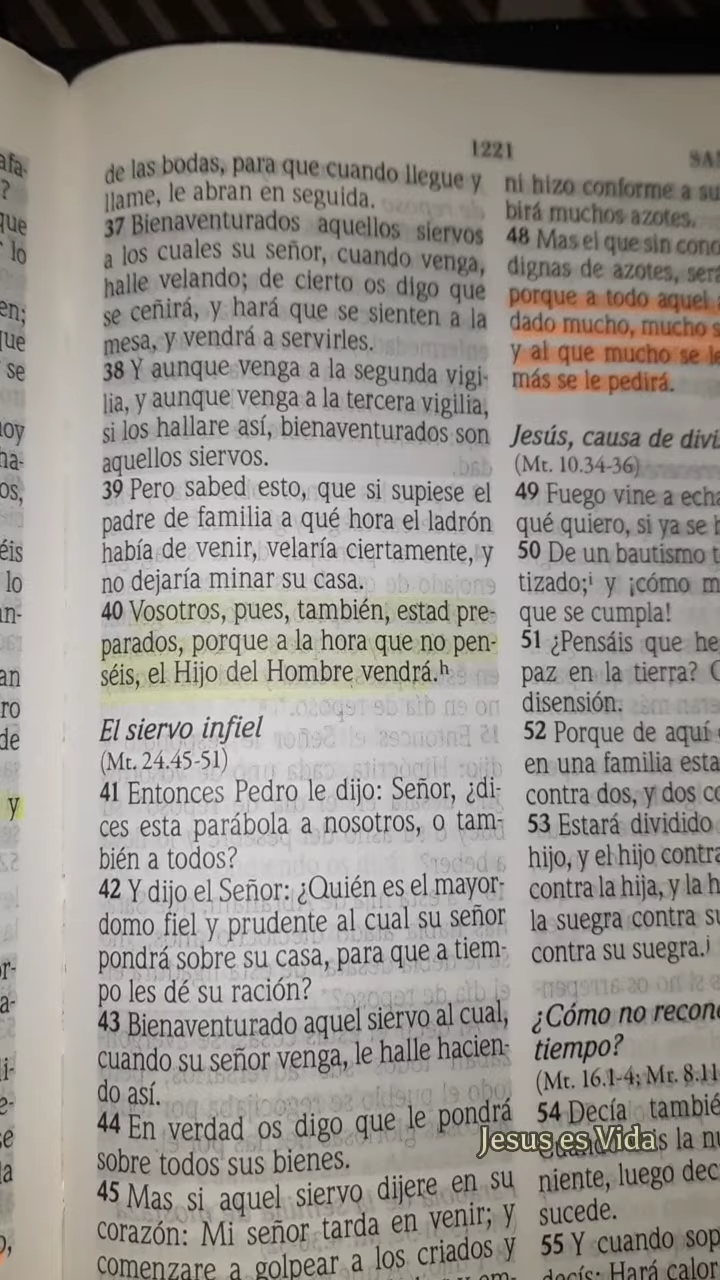 1221
de las bodas, para que cuando llegue y
llame, le abran en seguida.
37 Bienaventurados aquellos siervos
a los cuales su señor, cuando venga,
halle velando; de cierto os digo que
se ceñirá, y hará que se sienten a la
mesa, y vendrá a servirles.
38 Y aunque venga a la segunda vigi-
lia, y aunque venga a la tercera vigilia,
si los hallare así, bienaventurados son
aquellos siervos.
39 Pero sabed esto, que si supiese el
padre de familia a qué hora el ladrón
había de venir, velaría ciertamente, y
no dejaría minar su casa.
40 Vosotros, pues, también, estad pre-
parados, porque a la hora que no pen-
séis, el Hijo del Hombre vendrá.ʰ
El siervo infiel
(Mt. 24.45-51)
41 Entonces Pedro le dijo: Señor, ¿di-
ces esta parábola a nosotros, o tam-
bién a todos?
42 Y dijo el Señor: ¿Quién es el mayor-
domo fiel y prudente al cual su señor
pondrá sobre su casa, para que a tiem-
po les dé su ración?
43 Bienaventurado aquel siervo al cual,
cuando su señor venga, le halle hacien-
do así.
44 En verdad os digo que le pondrá
sobre todos sus bienes.
45 Mas si aquel siervo dijere en su
corazón: Mi señor tarda en venir; y
comenzare a golpear a los criados y
ni hizo conforme a su
birá muchos azotes.
48 Mas el que sin
dignas de azotes,
porque a todo aquel
dado mucho, mucho
y al que mucho se
más se le pedirá.
Jesús, causa de
(Mt. 10.34-36)
49 Fuego vine a
qué quiero, si ya se
50 De un bautismo
tizado;ⁱ y ¡cómo
que se cumpla!
51 ¿Pensáis que he
paz en la tierra?
disensión.
52 Porque de aquí
en una familia
contra dos, y dos
53 Estará dividido
hijo, y el hijo
contra la hija, y la
la suegra contra
contra su suegra.ʲ
¿Cómo no
tiempo?
(Mt. 16.1-4; Mr. 8.11
54 Decía
la
niente, luego
sucede.
55 Y cuando
decís: Hará calor
Jesus es Vida